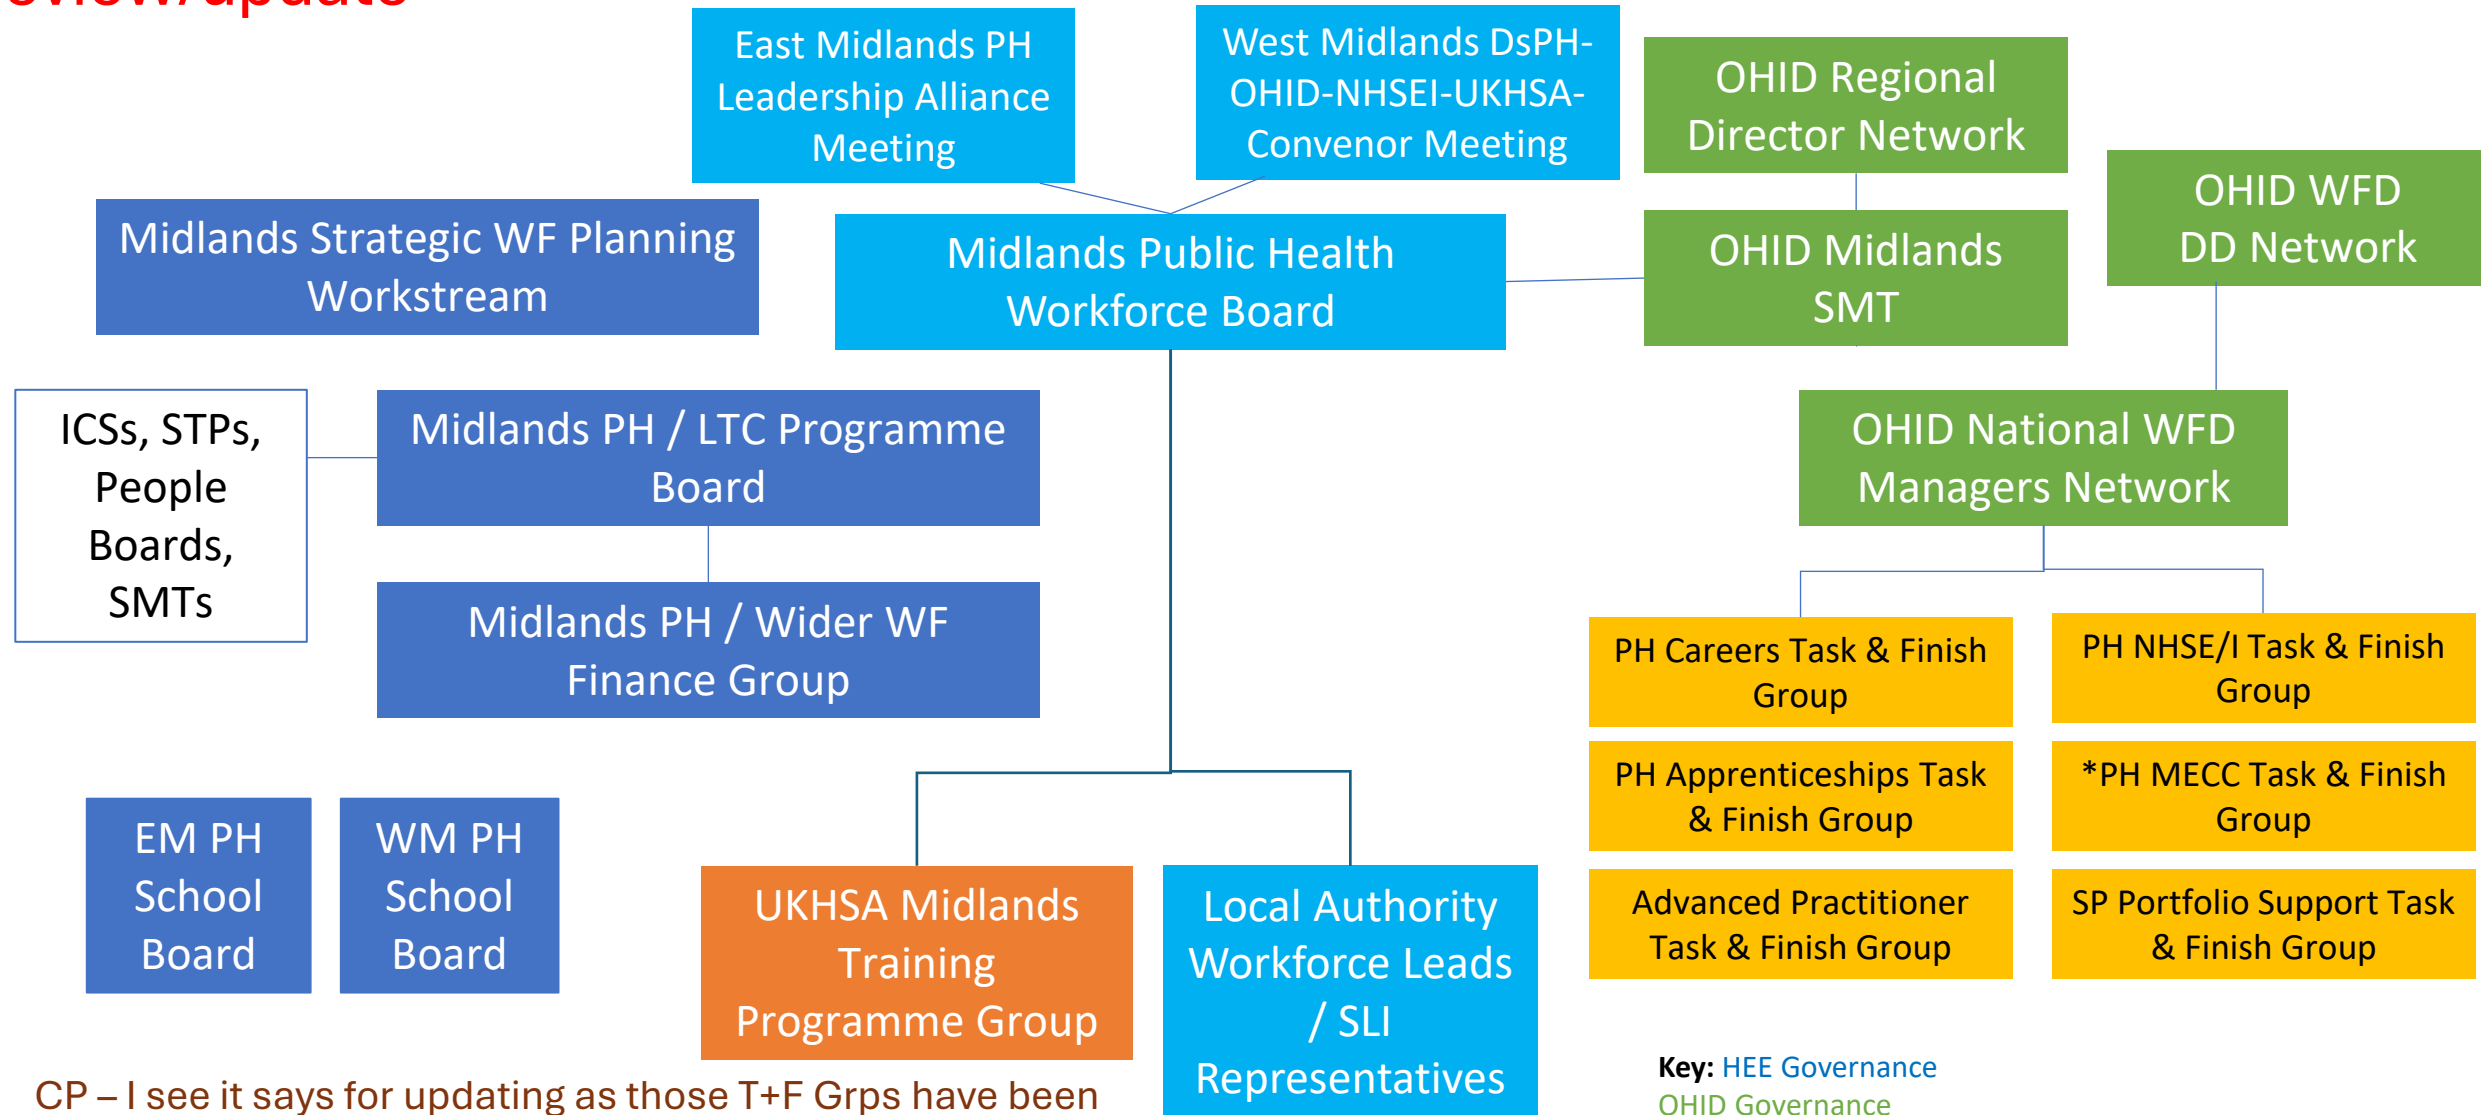 East Midlands PH
Leadership Alliance
Meeting
West Midlands DsPH-
OHID-NHSEI-UKHSA-
Convenor Meeting
OHID Regional
Director Network
OHID WFD
DD Network
Midlands Strategic WF Planning
Workstream
Midlands Public Health
Workforce Board
OHID Midlands
SMT
ICSs, STPs,
People
Boards,
SMTs
Midlands PH / LTC Programme
Board
OHID National WFD
Managers Network
Midlands PH / Wider WF
Finance Group
PH Careers Task & Finish
Group
PH NHSE/I Task & Finish
Group
PH Apprenticeships Task
& Finish Group
*PH MECC Task & Finish
Group
Advanced Practitioner
Task & Finish Group
SP Portfolio Support Task
& Finish Group
EM PH
School
Board
WM PH
School
Board
UKHSA Midlands
Training
Programme Group
Local Authority
Workforce Leads
/ SLI
Representatives
Key: HEE Governance
OHID Governance
CP – I see it says for updating as those T+F Grps have been